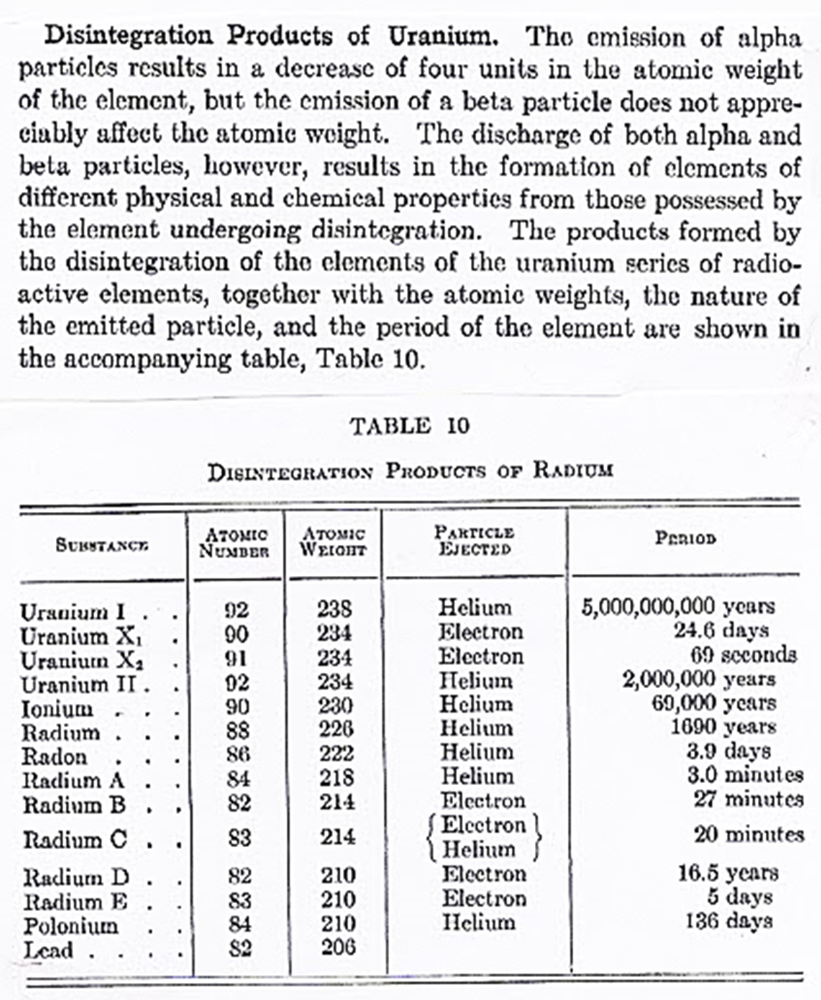 Disintegration Products of Uranium. The emission of alpha
particles results in a decrease of four units in the atomic weight
of the element, but the emission of a beta particle does not appre-
ciably affect the atomic weight. The discharge of both alpha and
beta particles, however, results in the formation of elements of
different physical and chemical properties from those possessed by
the element undergoing disintegration. The products formed by
the disintegration of the elements of the uranium series of radio-
active elements, together with the atomic weights, the nature of
the emitted particle, and the period of the element are shown in
the accompanying table, Table 10.
TABLE 10
DISINTEGRATION PRODUCTS OF RADIUM
SUBSTANCE ATOMIC NUMBER ATOMIC WEIGHT PARTICLE EJECTED PERIOD
Uranium I . . 92 238 Helium 5,000,000,000 years
Uranium X₁ . 90 234 Electron 24.6 days
Uranium X₂ . 91 234 Electron 69 seconds
Uranium II . . 92 234 Helium 2,000,000 years
Ionium . . . 90 230 Helium 69,000 years
Radium . . . 88 226 Helium 1690 years
Radon . . . 86 222 Helium 3.9 days
Radium A . . 84 218 Helium 3.0 minutes
Radium B . . 82 214 Electron 27 minutes
Radium C . . 83 214 { Electron Helium } 20 minutes
Radium D . . 82 210 Electron 16.5 years
Radium E . . 83 210 Electron 5 days
Polonium . . 84 210 Helium 136 days
Lead . . . . 82 206